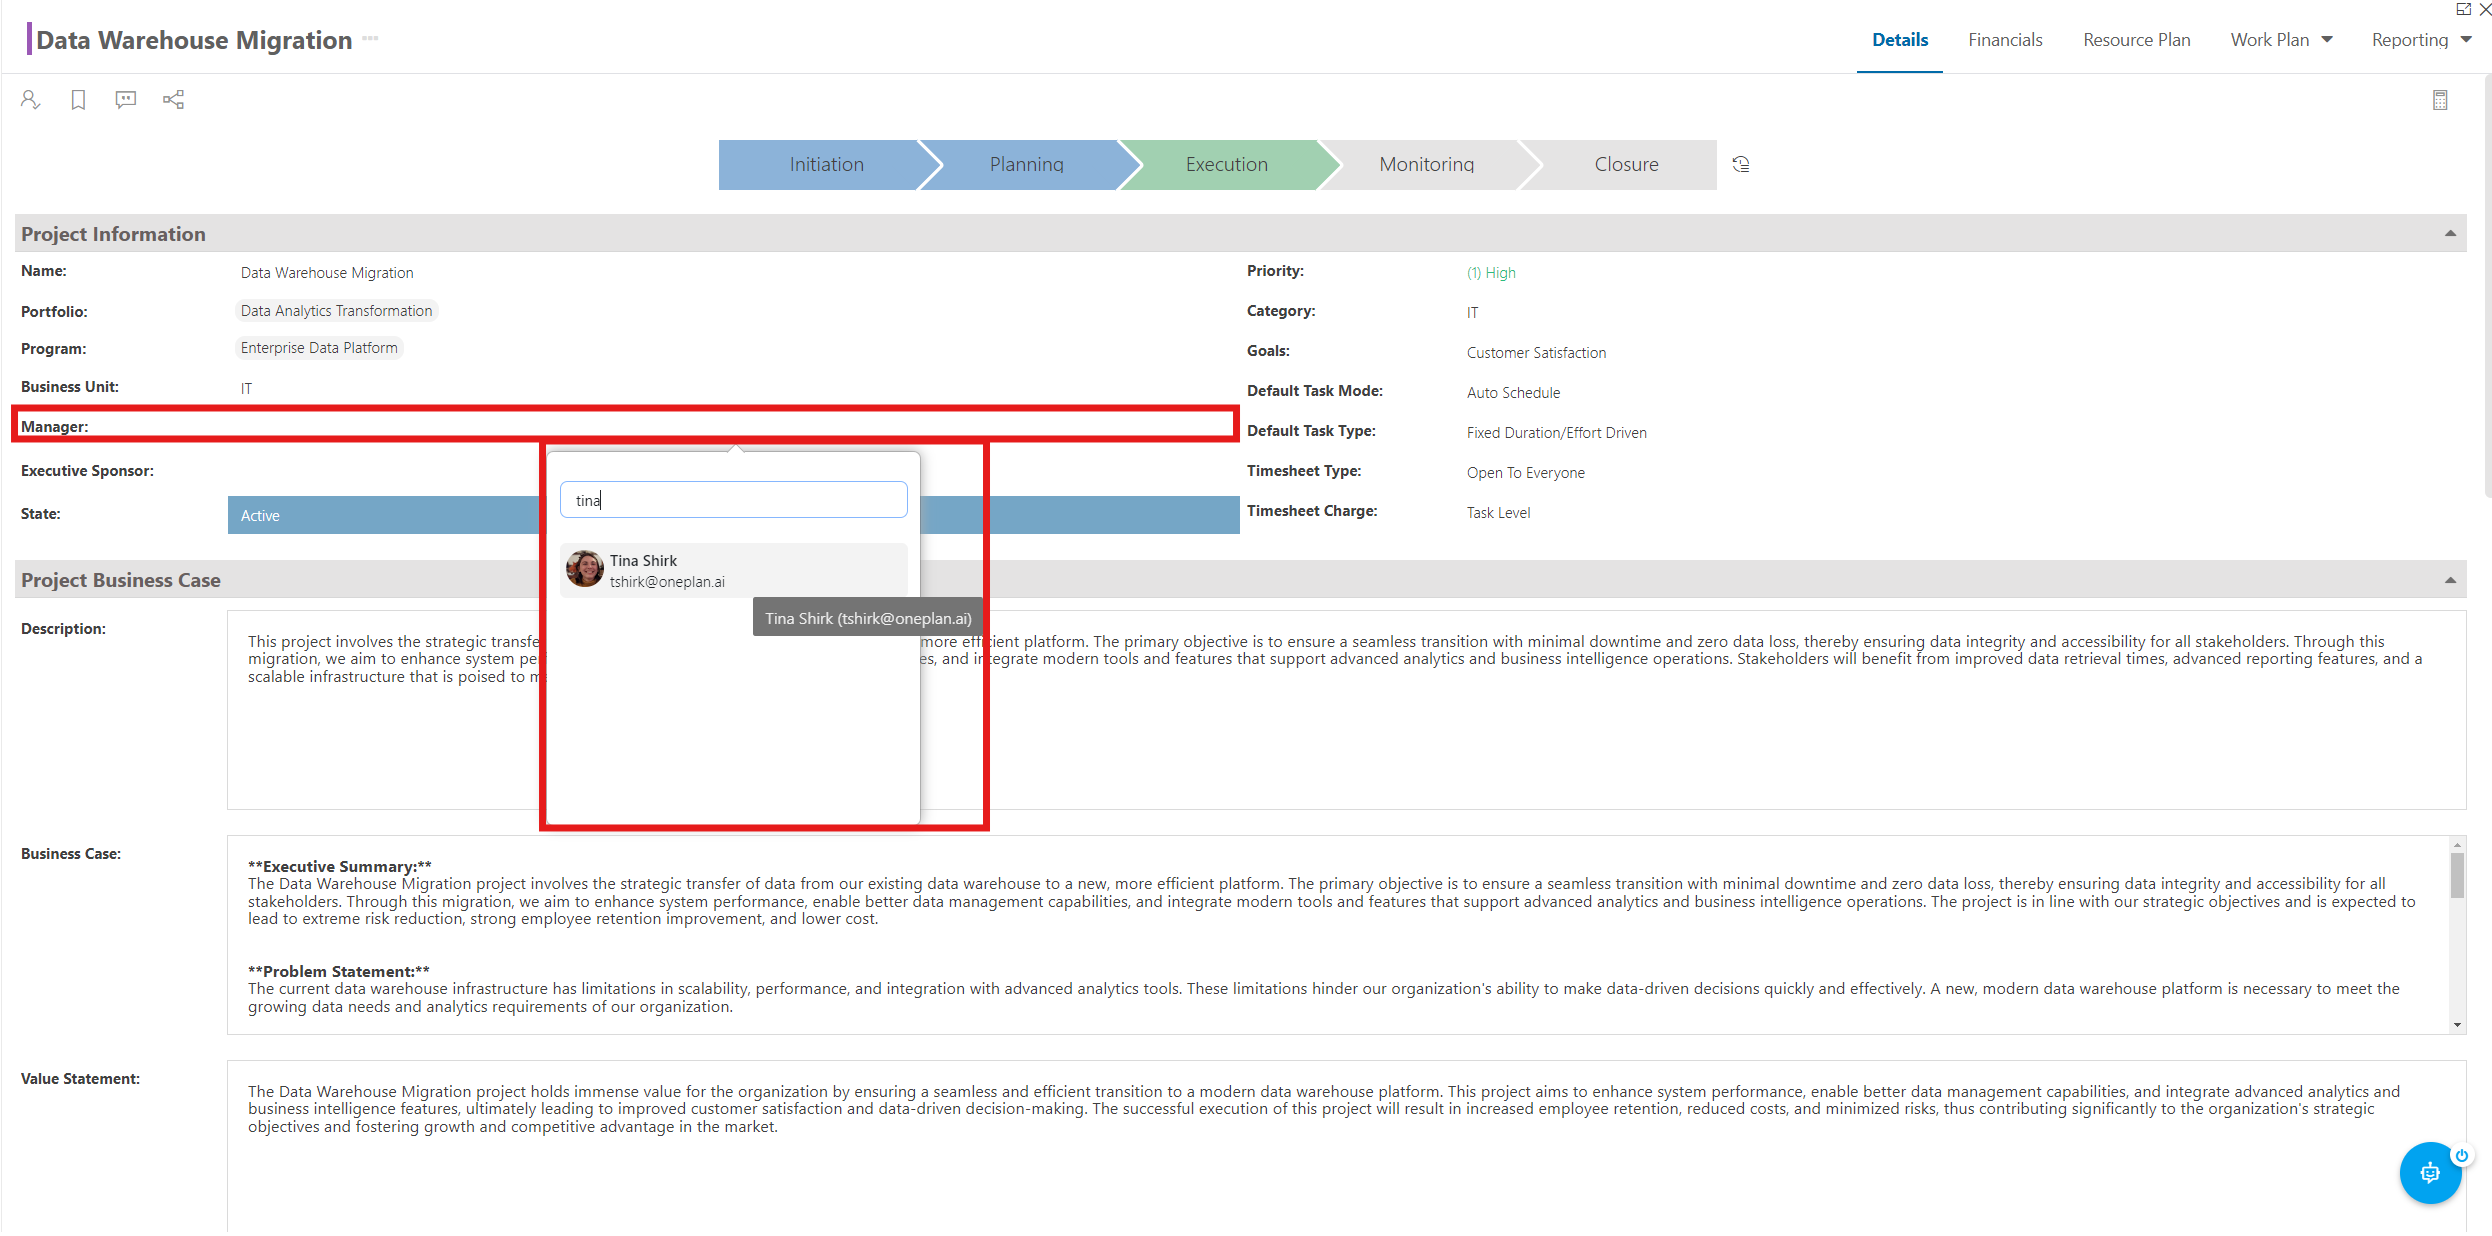 Data Warehouse Migration
Details Financials Resource Plan Work Plan Reporting
Initiation Planning Execution Monitoring Closure
Project Information
Name: Data Warehouse Migration
Portfolio: Data Analytics Transformation
Program: Enterprise Data Platform
Business Unit: IT
Manager:
Executive Sponsor:
State: Active
Priority: (1) High
Category: IT
Goals: Customer Satisfaction
Default Task Mode: Auto Schedule
Default Task Type: Fixed Duration/Effort Driven
Timesheet Type: Open To Everyone
Timesheet Charge: Task Level
tina
Tina Shirk
tshirk@oneplan.ai
Tina Shirk (tshirk@oneplan.ai)
Project Business Case
Description:
This project involves the strategic transfe more efficient platform. The primary objective is to ensure a seamless transition with minimal downtime and zero data loss, thereby ensuring data integrity and accessibility for all stakeholders. Through this
migration, we aim to enhance system pe es, and integrate modern tools and features that support advanced analytics and business intelligence operations. Stakeholders will benefit from improved data retrieval times, advanced reporting features, and a
scalable infrastructure that is poised to m
Business Case:
**Executive Summary:**
The Data Warehouse Migration project involves the strategic transfer of data from our existing data warehouse to a new, more efficient platform. The primary objective is to ensure a seamless transition with minimal downtime and zero data loss, thereby ensuring data integrity and accessibility for all
stakeholders. Through this migration, we aim to enhance system performance, enable better data management capabilities, and integrate modern tools and features that support advanced analytics and business intelligence operations. The project is in line with our strategic objectives and is expected to
lead to extreme risk reduction, strong employee retention improvement, and lower cost.
**Problem Statement:**
The current data warehouse infrastructure has limitations in scalability, performance, and integration with advanced analytics tools. These limitations hinder our organization's ability to make data-driven decisions quickly and effectively. A new, modern data warehouse platform is necessary to meet the
growing data needs and analytics requirements of our organization.
Value Statement:
The Data Warehouse Migration project holds immense value for the organization by ensuring a seamless and efficient transition to a modern data warehouse platform. This project aims to enhance system performance, enable better data management capabilities, and integrate advanced analytics and
business intelligence features, ultimately leading to improved customer satisfaction and data-driven decision-making. The successful execution of this project will result in increased employee retention, reduced costs, and minimized risks, thus contributing significantly to the organization's strategic
objectives and fostering growth and competitive advantage in the market.